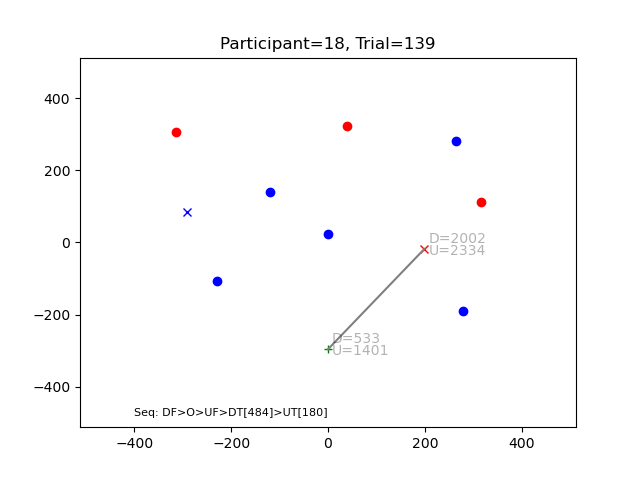 Participant=18, Trial=139
400
200
0
−200
−400
D=2002
U=2334
D=533
U=1401
Seq: DF>O>UF>DT[484]>UT[180]
−400 −200 0 200 400